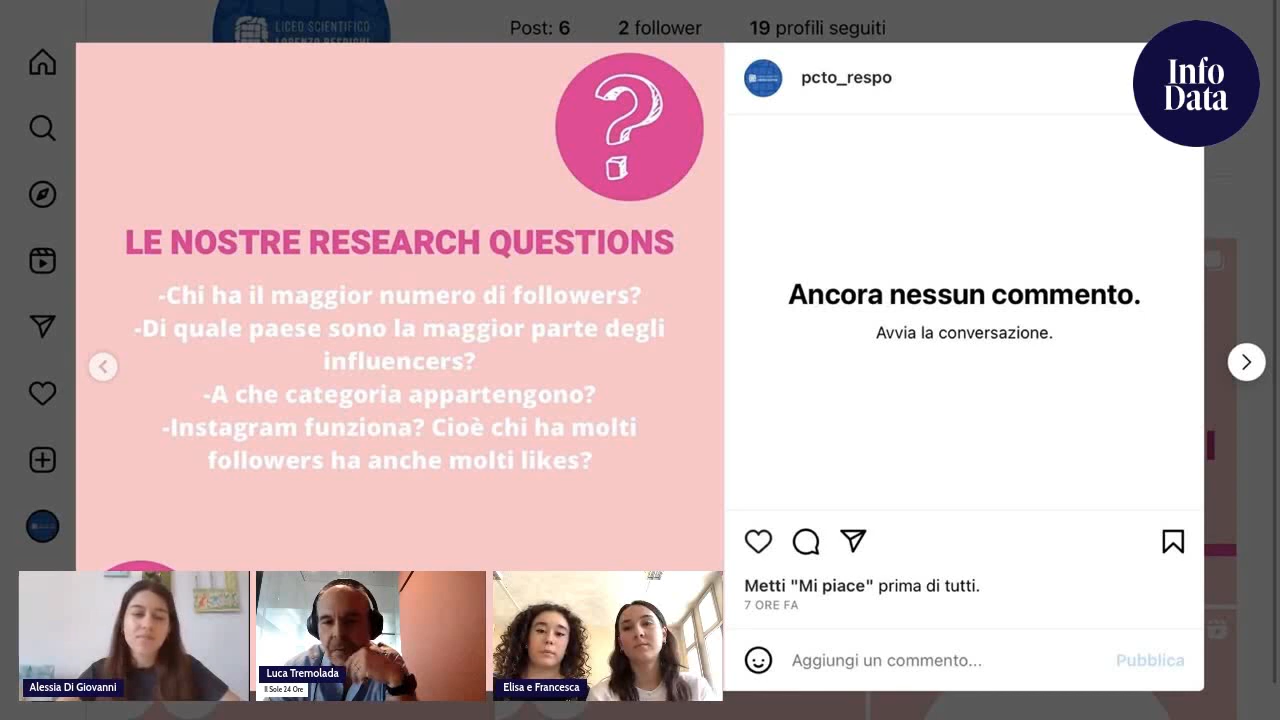 LICEO SCIENTIFICO
Post: 6 2 follower 19 profili seguiti
Info
Data
pcto_respo
?
LE NOSTRE RESEARCH QUESTIONS
-Chi ha il maggior numero di followers?
-Di quale paese sono la maggior parte degli
influencers?
-A che categoria appartengono?
-Instagram funziona? Cioè chi ha molti
followers ha anche molti likes?
Ancora nessun commento.
Avvia la conversazione.
Metti "Mi piace" prima di tutti.
7 ORE FA
Aggiungi un commento... Pubblica
Alessia Di Giovanni
Luca Tremolada
Il Sole 24 Ore
Elisa e Francesca